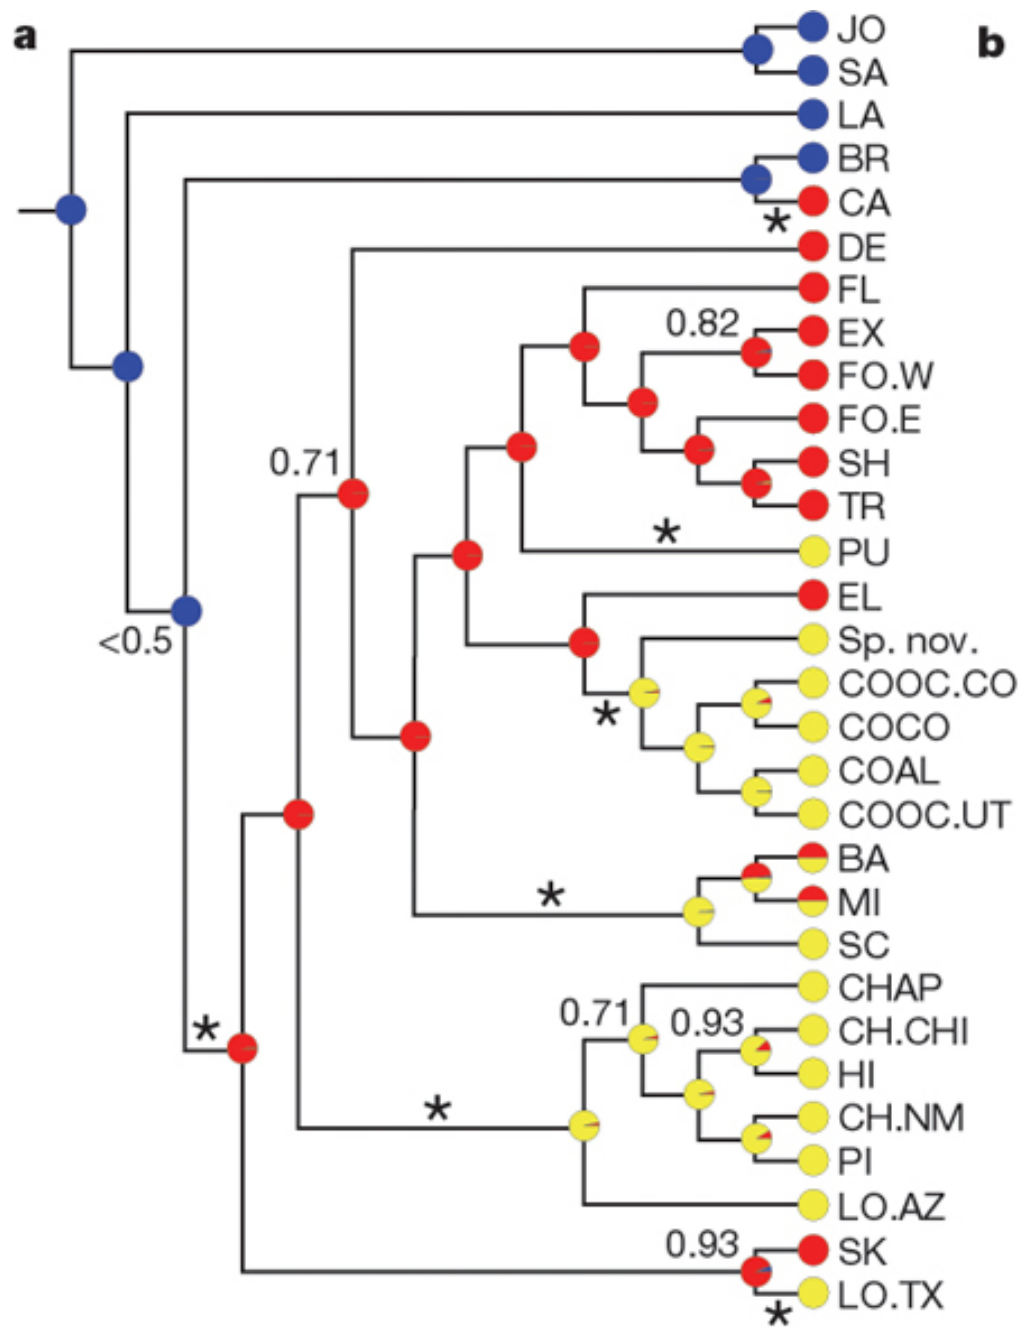 a
b
JO
SA
LA
BR
CA
*
DE
FL
0.82
EX
FO.W
FO.E
0.71
SH
TR
*
PU
EL
<0.5
Sp. nov.
COOC.CO
*
COCO
COAL
COOC.UT
BA
*
MI
SC
CHAP
0.71
0.93
*
CH.CHI
HI
*
CH.NM
PI
LO.AZ
0.93
SK
LO.TX
*